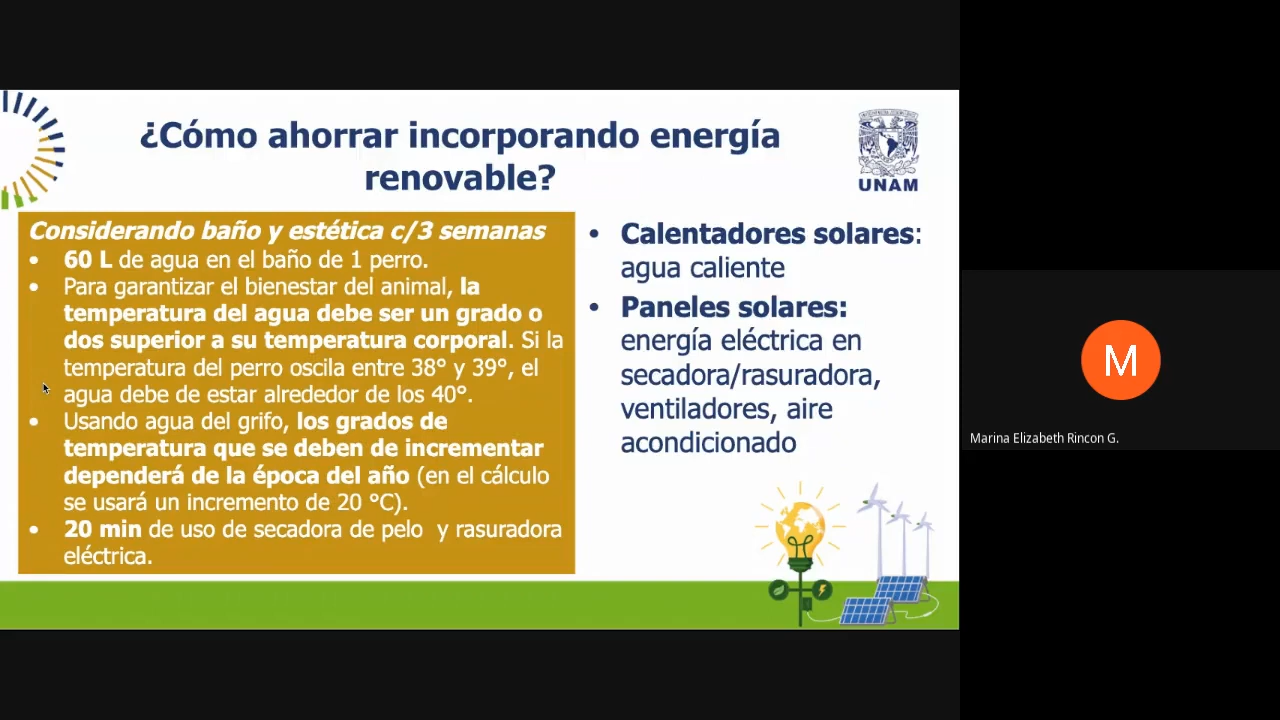 ¿Cómo ahorrar incorporando energía
renovable?
UNAM
Considerando baño y estética c/3 semanas
• 60 L de agua en el baño de 1 perro.
• Para garantizar el bienestar del animal, la
temperatura del agua debe ser un grado o
dos superior a su temperatura corporal. Si la
temperatura del perro oscila entre 38° y 39°, el
agua debe de estar alrededor de los 40°.
• Usando agua del grifo, los grados de
temperatura que se deben de incrementar
dependerá de la época del año (en el cálculo
se usará un incremento de 20 °C).
• 20 min de uso de secadora de pelo y rasuradora
eléctrica.
• Calentadores solares:
agua caliente
• Paneles solares:
energía eléctrica en
secadora/rasuradora,
ventiladores, aire
acondicionado
M
Marina Elizabeth Rincon G.